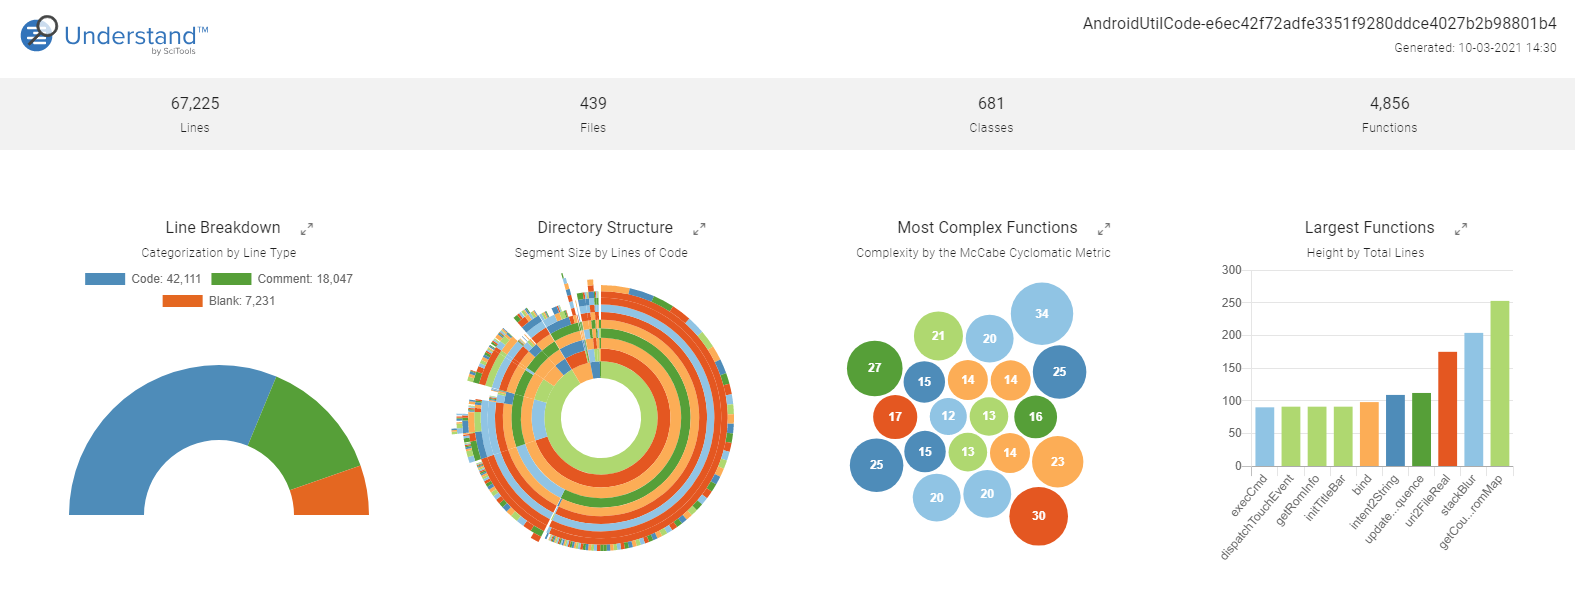 Understand™
by SciTools
AndroidUtilCode-e6ec42f72adfe3351f9280ddce4027b2b98801b4
Generated: 10-03-2021 14:30
67,225
Lines
439
Files
681
Classes
4,856
Functions
Line Breakdown
Categorization by Line Type
Code: 42,111
Comment: 18,047
Blank: 7,231
Directory Structure
Segment Size by Lines of Code
Most Complex Functions
Complexity by the McCabe Cyclomatic Metric
34
21
20
27
25
15
14
14
17
12
13
16
25
15
13
14
23
20
20
30
Largest Functions
Height by Total Lines
300
250
200
150
100
50
0
execCmd
dispatchTouchEvent
getRomInfo
initTitleBar
bind
intent2String
update...quence
uri2FileReal
stackBlur
getCou...romMap